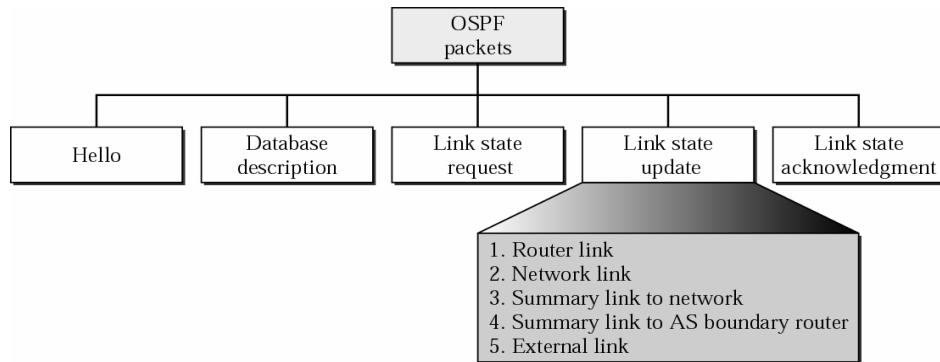 OSPF
packets
Hello
Database
description
Link state
request
Link state
update
Link state
acknowledgment
1. Router link
2. Network link
3. Summary link to network
4. Summary link to AS boundary router
5. External link